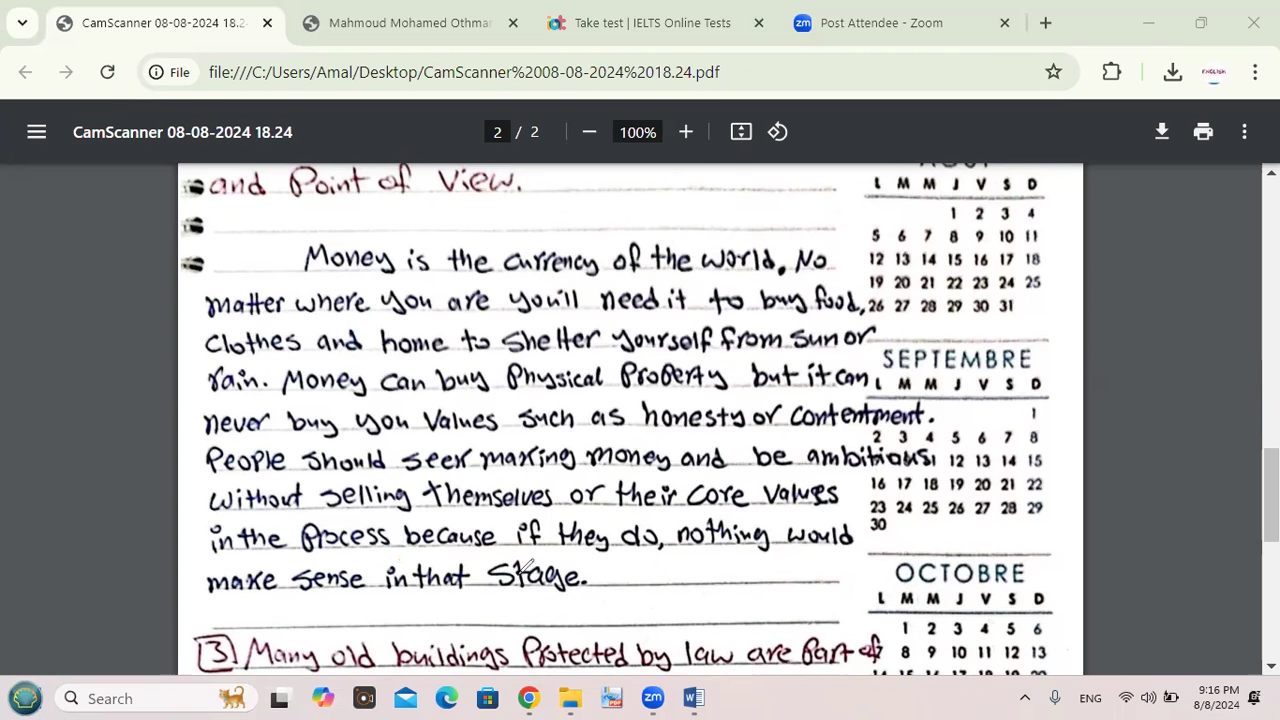 CamScanner 08-08-2024 18.2
Mahmoud Mohamed Othmar
Take test | IELTS Online Tests
Post Attendee - Zoom
File
file:///C:/Users/Amal/Desktop/CamScanner%2008-08-2024%2018.24.pdf
ENGLISH
CamScanner 08-08-2024 18.24
2 / 2
100%
and Point of View.
Money is the currency of the world. No
matter where you are you'll need it to buy food,
clothes and home to shelter yourself from sun or
rain. Money can buy Physical Property but it can
never buy you values such as honesty or contentment.
People should seek making money and be ambitious
without selling themselves or their core values
in the Process because if they do, nothing would
make sense in that stage.
3 Many old buildings Protected by law are Part of
L M M J V S D
1 2 3 4
5 6 7 8 9 10 11
12 13 14 15 16 17 18
19 20 21 22 23 24 25
26 27 28 29 30 31
SEPTEMBRE
L M M J V S D
1
2 3 4 5 6 7 8
12 13 14 15
16 17 18 19 20 21 22
23 24 25 26 27 28 29
30
OCTOBRE
L M M J V S D
1 2 3 4 5 6
8 9 10 11 12 13
Search
ENG
9:16 PM
8/8/2024